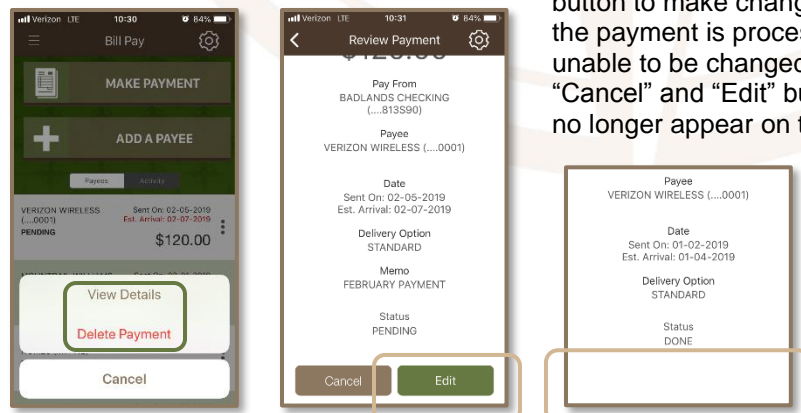 Verizon LTE 10:30 84%
Bill Pay
MAKE PAYMENT
ADD A PAYEE
Payees Activity
VERIZON WIRELESS Sent On: 02-05-2019
(....0001) Est. Arrival: 02-07-2019
PENDING
$120.00
View Details
Delete Payment
Cancel
Verizon LTE 10:31 84%
Review Payment
$120.00
Pay From
BADLANDS CHECKING
(....813S90)
Payee
VERIZON WIRELESS (....0001)
Date
Sent On: 02-05-2019
Est. Arrival: 02-07-2019
Delivery Option
STANDARD
Memo
FEBRUARY PAYMENT
Status
PENDING
Cancel Edit
button to make chang
the payment is proces
unable to be changed
“Cancel” and “Edit” bu
no longer appear on t
Payee
VERIZON WIRELESS (....0001)
Date
Sent On: 01-02-2019
Est. Arrival: 01-04-2019
Delivery Option
STANDARD
Status
DONE